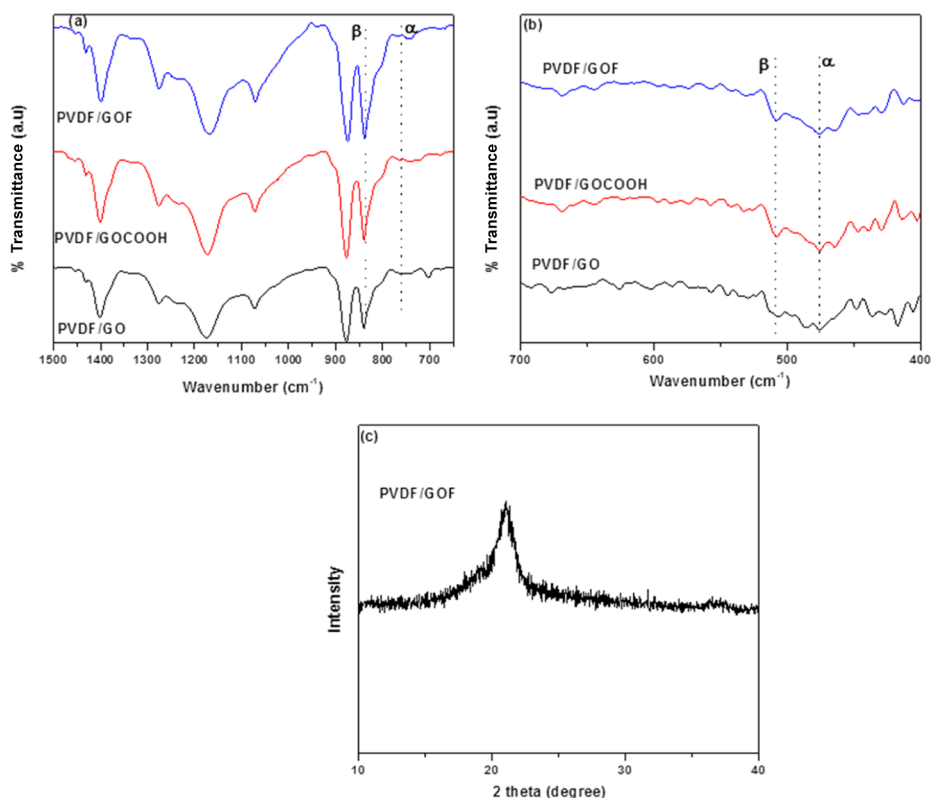 (a)
β
α
PVDF/GOF
PVDF/GOCOOH
PVDF/GO
% Transmittance (a.u)
1500 1400 1300 1200 1100 1000 900 800 700
Wavenumber (cm⁻¹)
(b)
β
α
PVDF/GOF
PVDF/GOCOOH
PVDF/GO
% Transmittance (a.u)
700 600 500 400
Wavenumber (cm⁻¹)
(c)
PVDF/GOF
Intensity
10 20 30 40
2 theta (degree)